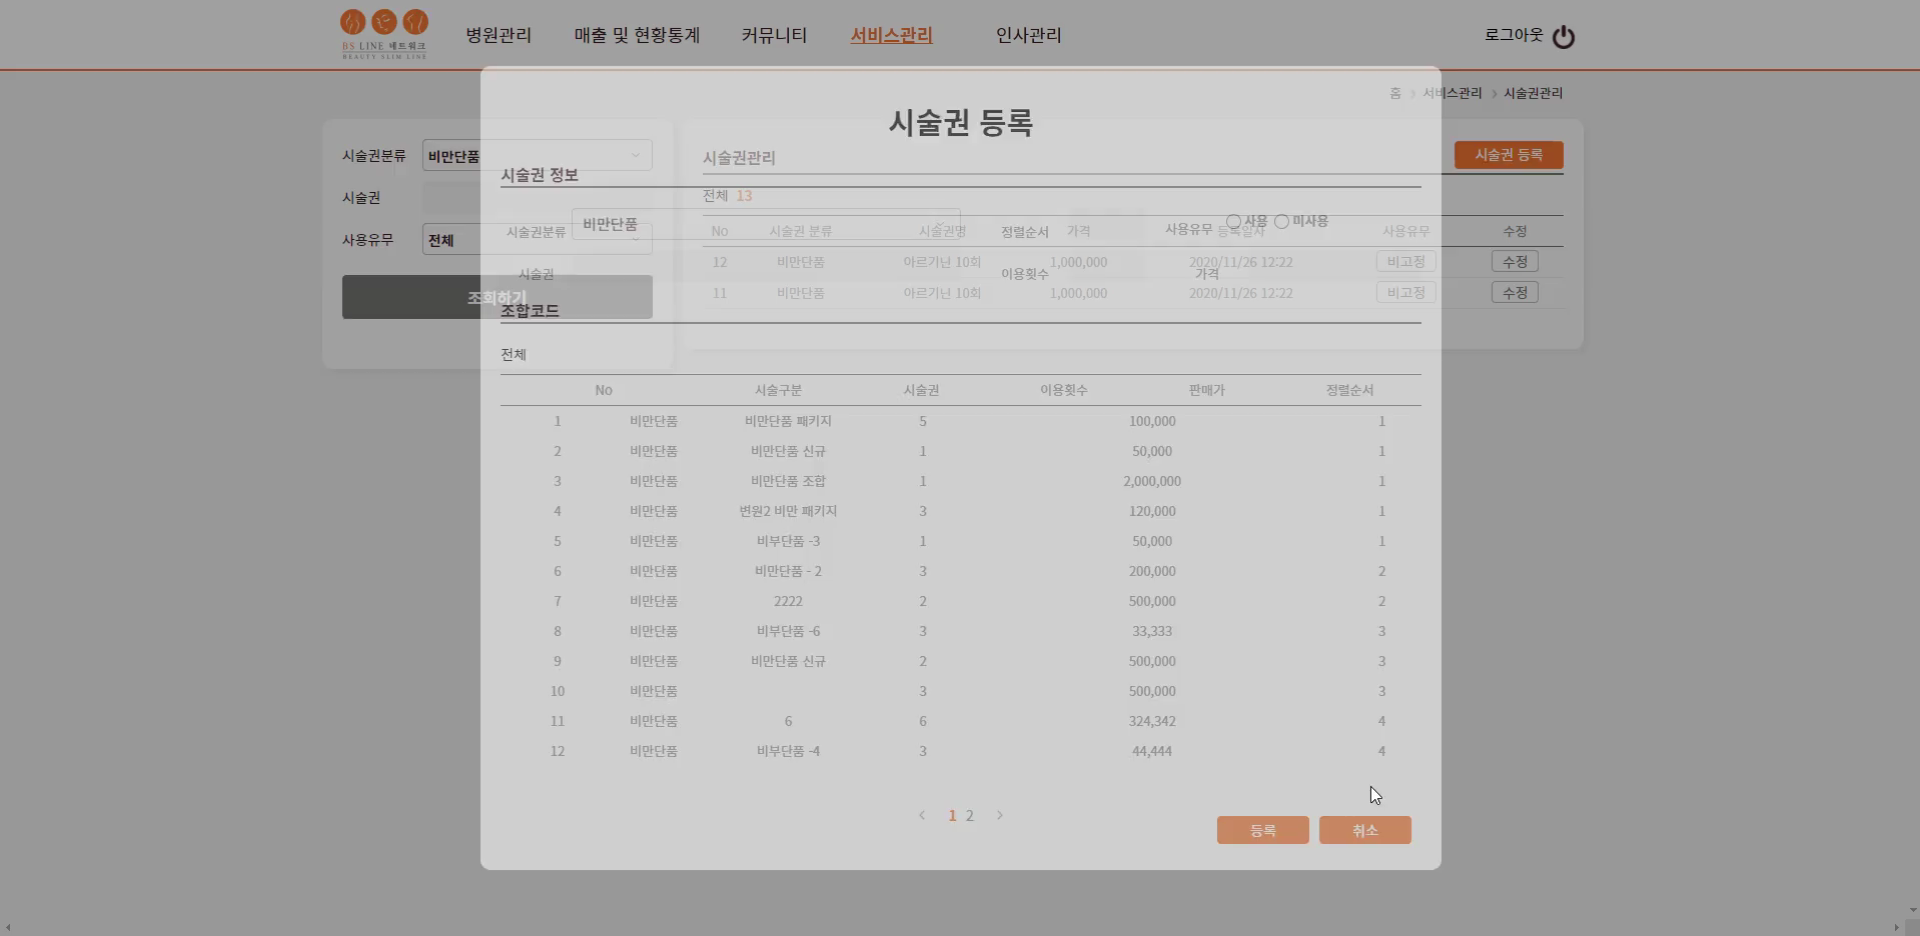 BS LINE 네트워크
BEAUTY SLIM LINE
병원관리 매출 및 현황통계 커뮤니티 서비스관리 인사관리 로그아웃
홈 > 서비스관리 > 시술권관리
시술권 등록
시술권분류 비만단품
시술권
사용유무 전체
조회하기
시술권관리 시술권 등록
전체 13
No 시술권 분류 시술권명 가격 등록일시 사용유무 수정
12 비만단품 아르기닌 10회 1,000,000 2020/11/26 12:22 비고정 수정
11 비만단품 아르기닌 10회 1,000,000 2020/11/26 12:22 비고정 수정
시술권 정보
시술권분류 비만단품 정렬순서 사용유무 사용 미사용
시술권 이용횟수 가격
조합코드
전체
No 시술구분 시술권 이용횟수 판매가 정렬순서
1 비만단품 비만단품 패키지 5 100,000 1
2 비만단품 비만단품 신규 1 50,000 1
3 비만단품 비만단품 조합 1 2,000,000 1
4 비만단품 변원2 비만 패키지 3 120,000 1
5 비만단품 비부단품 -3 1 50,000 1
6 비만단품 비만단품 - 2 3 200,000 2
7 비만단품 2222 2 500,000 2
8 비만단품 비부단품 -6 3 33,333 3
9 비만단품 비만단품 신규 2 500,000 3
10 비만단품 3 500,000 3
11 비만단품 6 6 324,342 4
12 비만단품 비부단품 -4 3 44,444 4
< 1 2 >
등록 취소